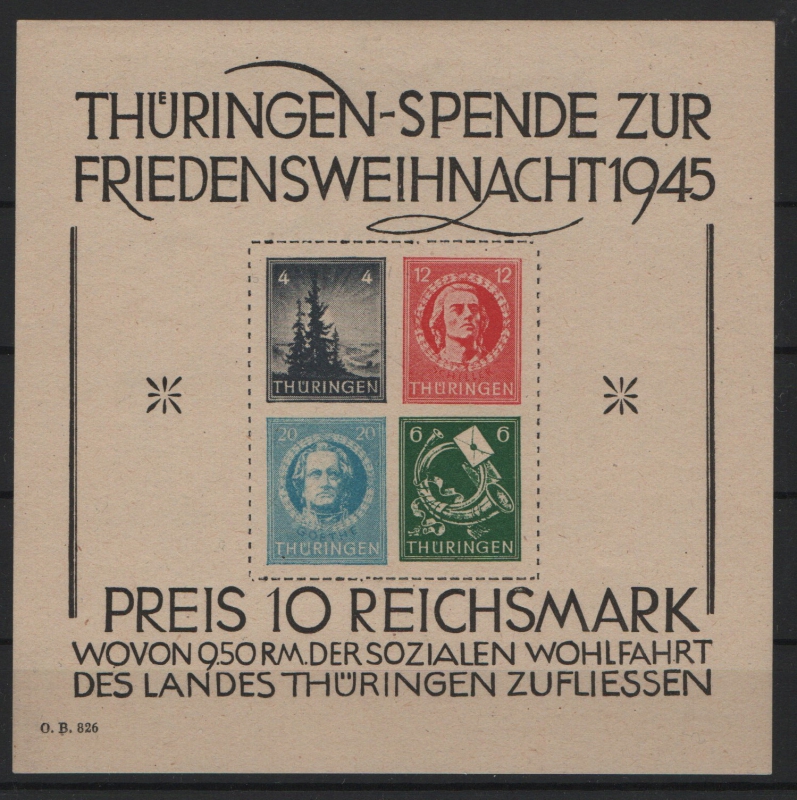 THÜRINGEN-SPENDE ZUR
FRIEDENSWEIHNACHT 1945
4 4
THÜRINGEN
12 12
THÜRINGEN
20 20
GOETHE
THÜRINGEN
6 6
THÜRINGEN
PREIS 10 REICHSMARK
WOVON 9.50 RM. DER SOZIALEN WOHLFAHRT
DES LANDES THÜRINGEN ZUFLIESSEN
O. B. 826